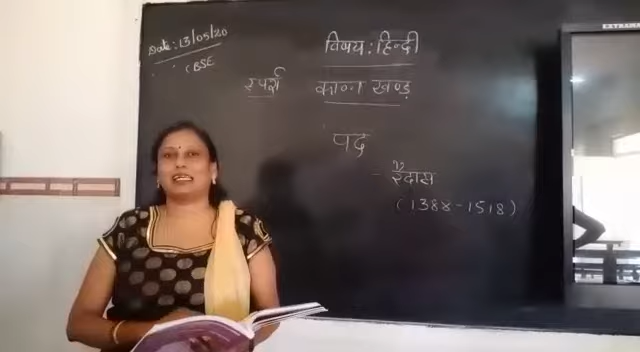 Date: 13/05/20
CBSE
विषय: हिन्दी
स्पर्श काव्य खण्ड
पद
- रैदास
(1388-1518)